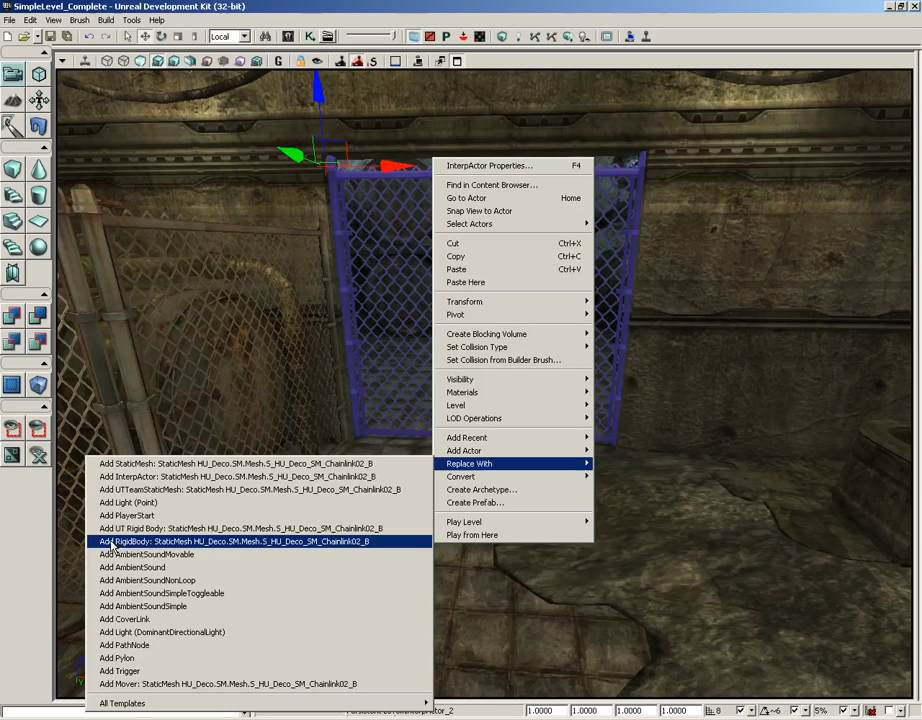 SimpleLevel_Complete - Unreal Development Kit (32-bit)
File Edit View Brush Build Tools Help
Local
5%
G
S
InterpActor Properties... F4
Find in Content Browser...
Go to Actor Home
Snap View to Actor
Select Actors
Cut Ctrl+X
Copy Ctrl+C
Paste Ctrl+V
Paste Here
Transform
Pivot
Create Blocking Volume
Set Collision Type
Set Collision from Builder Brush...
Visibility
Materials
Level
LOD Operations
Add Recent
Add Actor
Replace With
Convert
Create Archetype...
Create Prefab...
Play Level
Play from Here
Add StaticMesh: StaticMesh HU_Deco.SM.Mesh.S_HU_Deco_SM_Chainlink02_B
Add InterpActor: StaticMesh HU_Deco.SM.Mesh.S_HU_Deco_SM_Chainlink02_B
Add UTTeamStaticMesh: StaticMesh HU_Deco.SM.Mesh.S_HU_Deco_SM_Chainlink02_B
Add Light (Point)
Add PlayerStart
Add UT Rigid Body: StaticMesh HU_Deco.SM.Mesh.S_HU_Deco_SM_Chainlink02_B
Add RigidBody: StaticMesh HU_Deco.SM.Mesh.S_HU_Deco_SM_Chainlink02_B
Add AmbientSoundMovable
Add AmbientSound
Add AmbientSoundNonLoop
Add AmbientSoundSimpleToggleable
Add AmbientSoundSimple
Add CoverLink
Add Light (DominantDirectionalLight)
Add PathNode
Add Pylon
Add Trigger
Add Mover: StaticMesh HU_Deco.SM.Mesh.S_HU_Deco_SM_Chainlink02_B
All Templates
1.0000 1.0000 1.0000 1.0000 8 6 5%